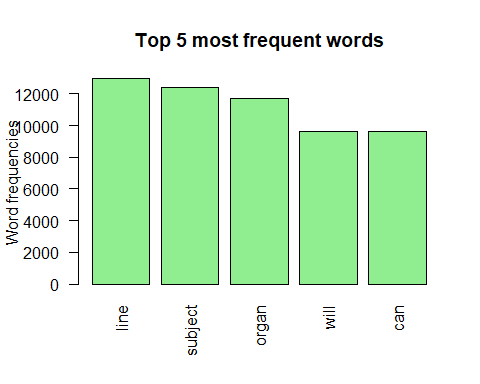 Top 5 most frequent words
Word frequencies
12000
10000
8000
6000
4000
2000
0
line
subject
organ
will
can